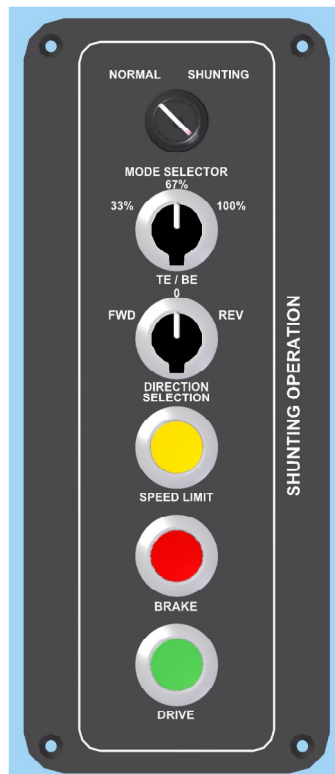 NORMAL SHUNTING
MODE SELECTOR
67%
33% 100%
TE / BE
0
FWD REV
DIRECTION
SELECTION
SPEED LIMIT
BRAKE
DRIVE
SHUNTING OPERATION